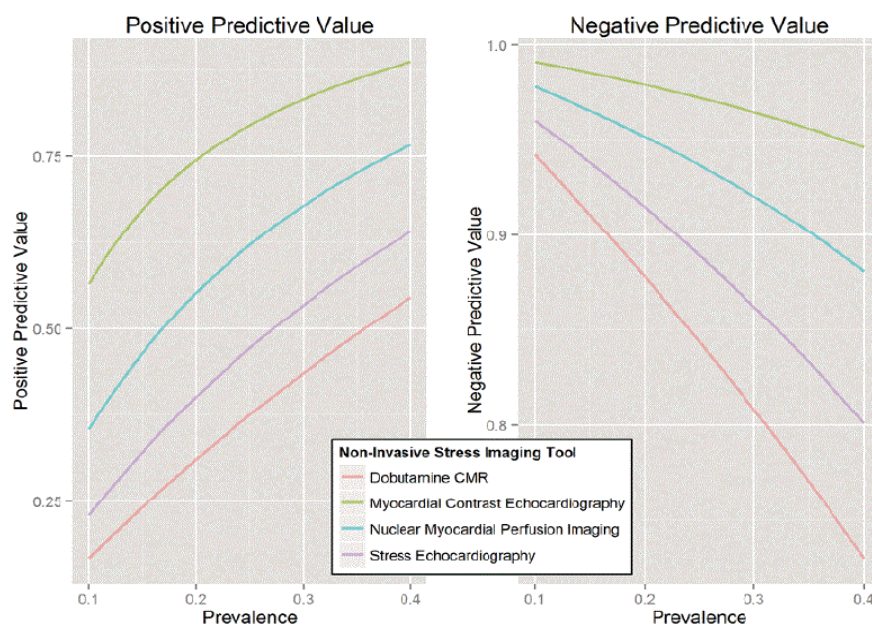 Positive Predictive Value
Negative Predictive Value
Positive Predictive Value
0.75
0.50
0.25
0.1 0.2 0.3 0.4
Prevalence
Negative Predictive Value
1.0
0.9
0.8
0.1 0.2 0.3 0.4
Prevalence
Non-Invasive Stress Imaging Tool
Dobutamine CMR
Myocardial Contrast Echocardiography
Nuclear Myocardial Perfusion Imaging
Stress Echocardiography